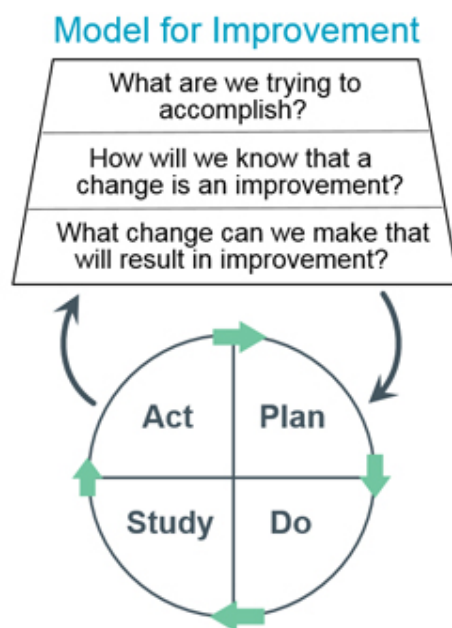 Model for Improvement
What are we trying to
accomplish?
How will we know that a
change is an improvement?
What change can we make that
will result in improvement?
Act
Plan
Study
Do